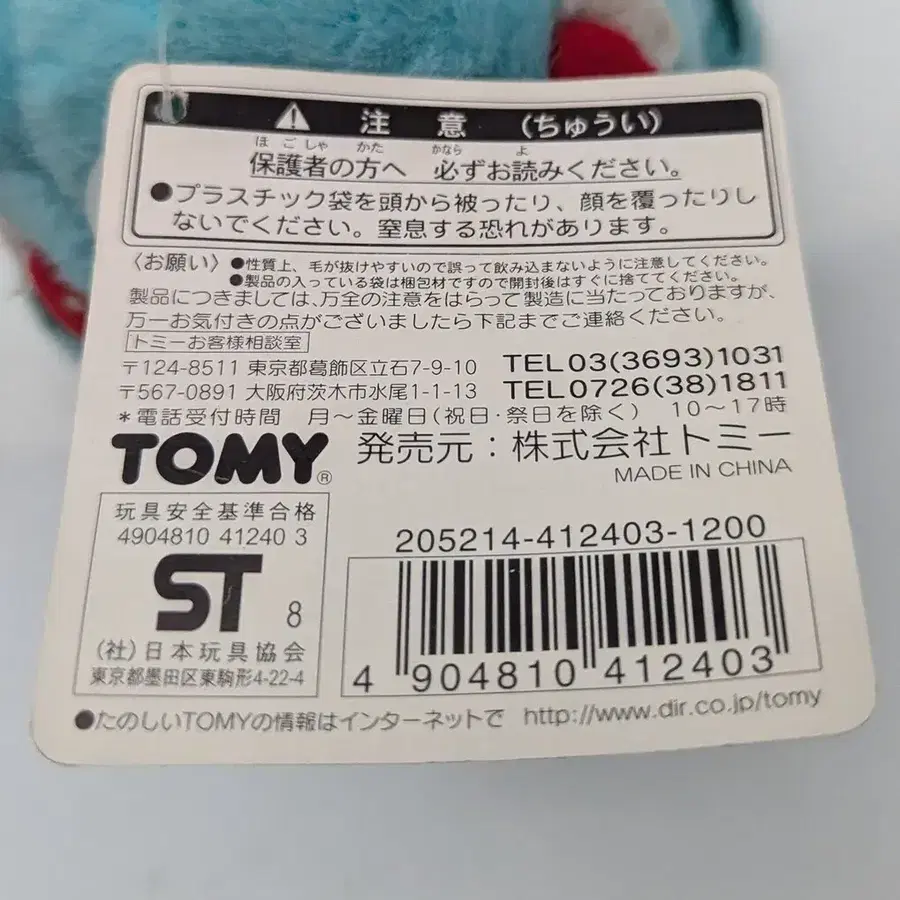 注意（ちゅうい）
ほごしゃ かた かなら よ
保護者の方へ 必ずお読みください。
●プラスチック袋を頭から被ったり、顔を覆ったりし
ないでください。窒息する恐れがあります。
〈お願い〉●性質上、毛が抜けやすいので誤って飲み込まないように注意してください。
●製品の入っている袋は梱包材ですので開封後はすぐに捨ててください。
製品につきましては、万全の注意をはらって製造に当たっておりますが、
万一お気付きの点がございましたら下記までご連絡ください。
トミーお客様相談室
〒124-8511 東京都葛飾区立石7-9-10 TEL03(3693)1031
〒567-0891 大阪府茨木市水尾1-1-13 TEL0726(38)1811
＊電話受付時間 月～金曜日(祝日・祭日を除く) 10～17時
TOMY® 発売元：株式会社トミー
MADE IN CHINA
玩具安全基準合格
4904810 41240 3
ST 8
(社)日本玩具協会
東京都墨田区東駒形4-22-4
205214-412403-1200
4 904810 412403
●たのしいTOMYの情報はインターネットで http://www.dir.co.jp/tomy